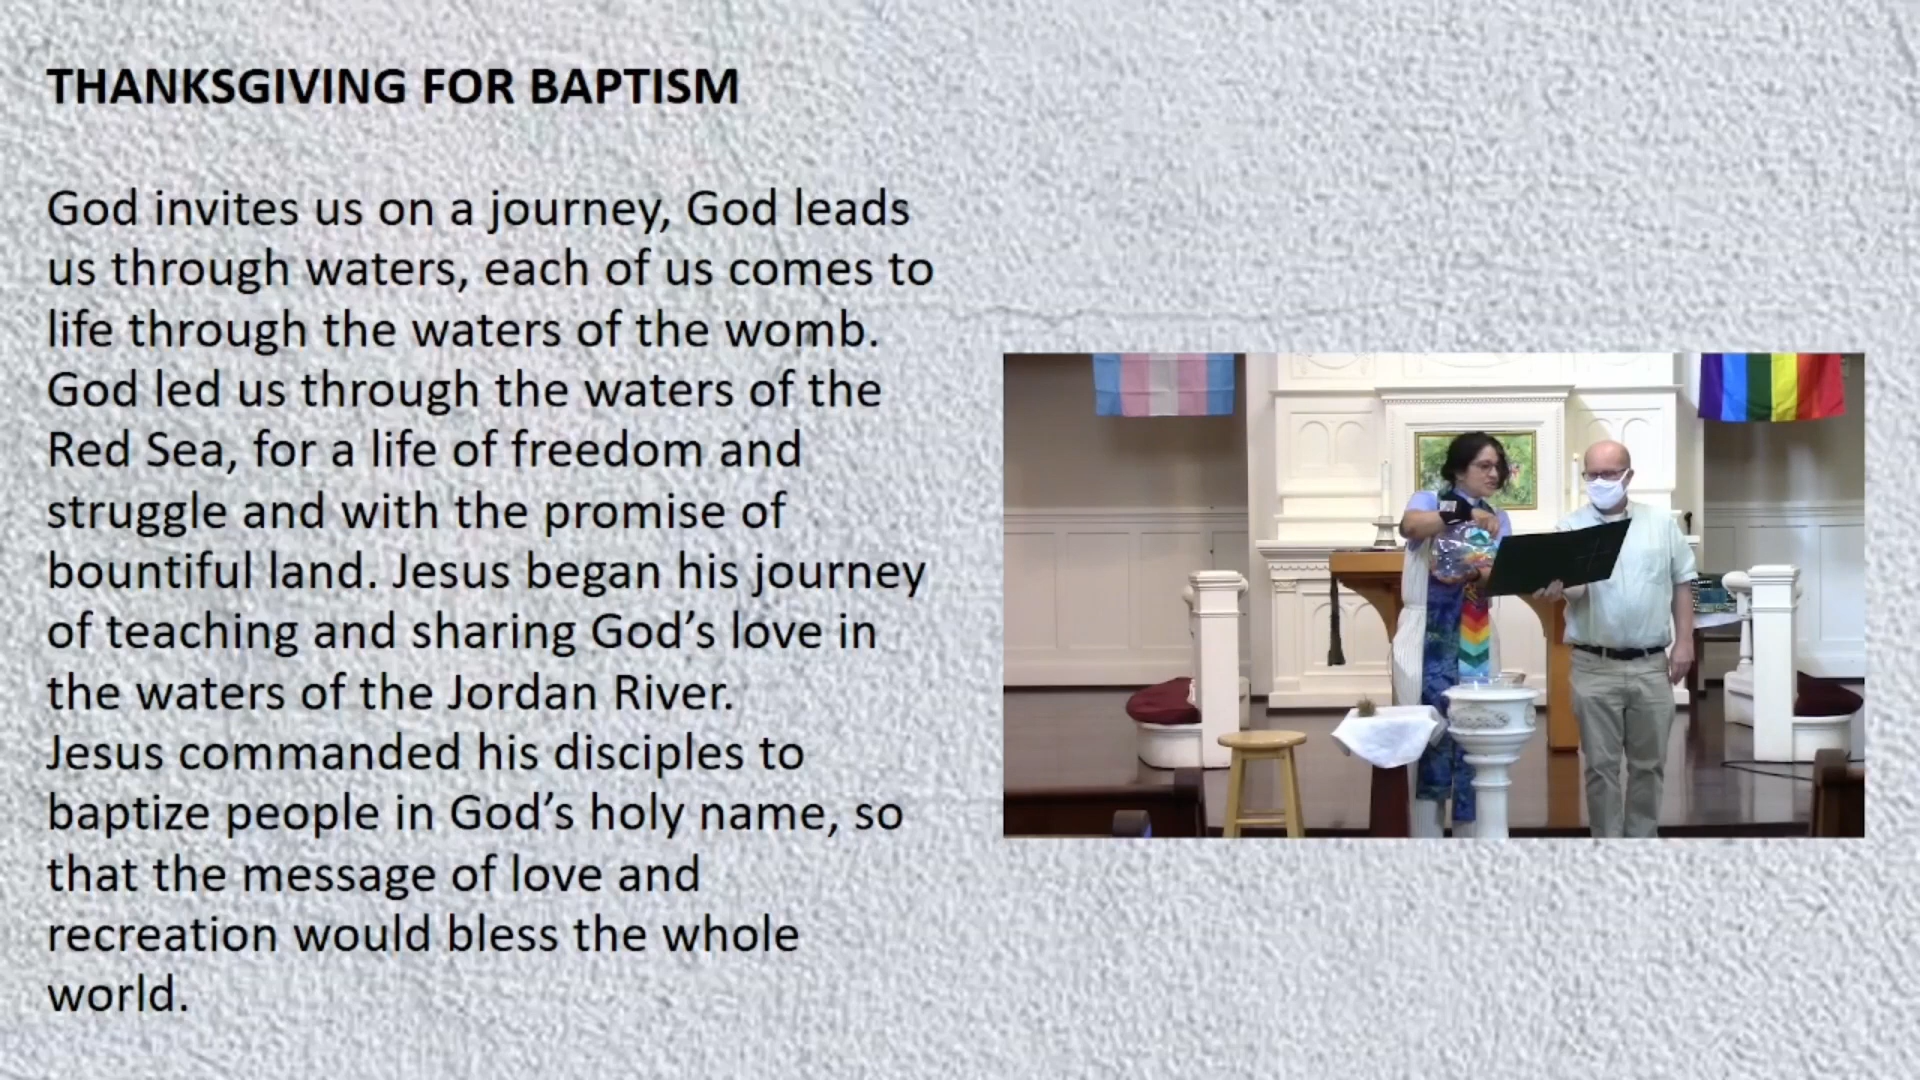 THANKSGIVING FOR BAPTISM
God invites us on a journey, God leads
us through waters, each of us comes to
life through the waters of the womb.
God led us through the waters of the
Red Sea, for a life of freedom and
struggle and with the promise of
bountiful land. Jesus began his journey
of teaching and sharing God’s love in
the waters of the Jordan River.
Jesus commanded his disciples to
baptize people in God’s holy name, so
that the message of love and
recreation would bless the whole
world.